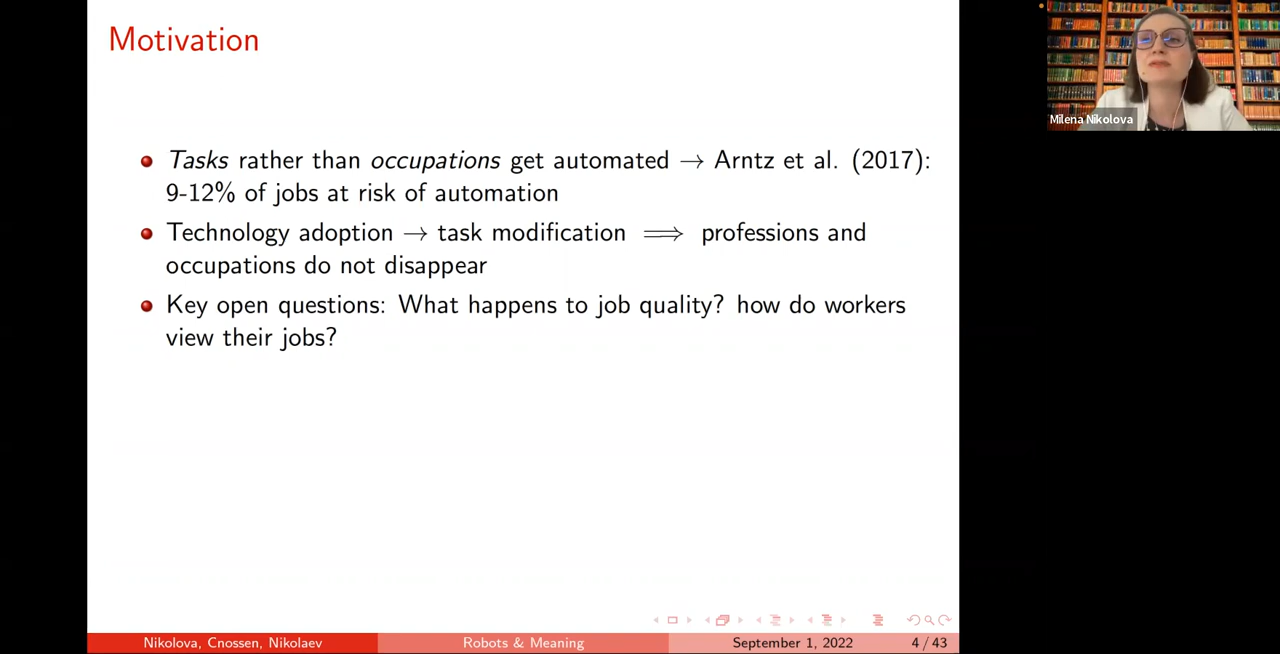 Motivation
Milena Nikolova
Tasks rather than occupations get automated → Arntz et al. (2017):
9-12% of jobs at risk of automation
Technology adoption → task modification ⟹ professions and
occupations do not disappear
Key open questions: What happens to job quality? how do workers
view their jobs?
Nikolova, Cnossen, Nikolaev
Robots & Meaning
September 1, 2022
4 / 43